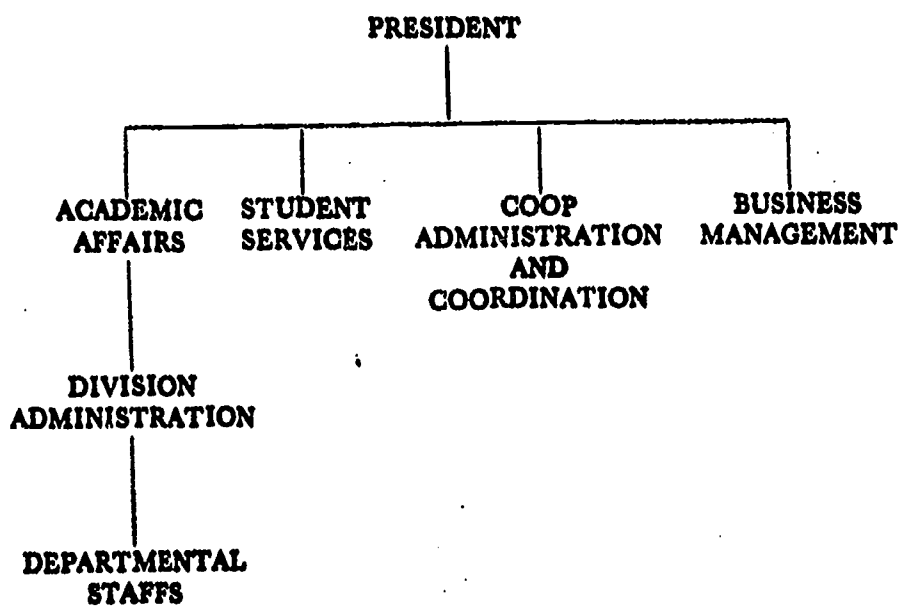 PRESIDENT
ACADEMIC
AFFAIRS
STUDENT
SERVICES
COOP
ADMINISTRATION
AND
COORDINATION
BUSINESS
MANAGEMENT
DIVISION
ADMINISTRATION
DEPARTMENTAL
STAFFS